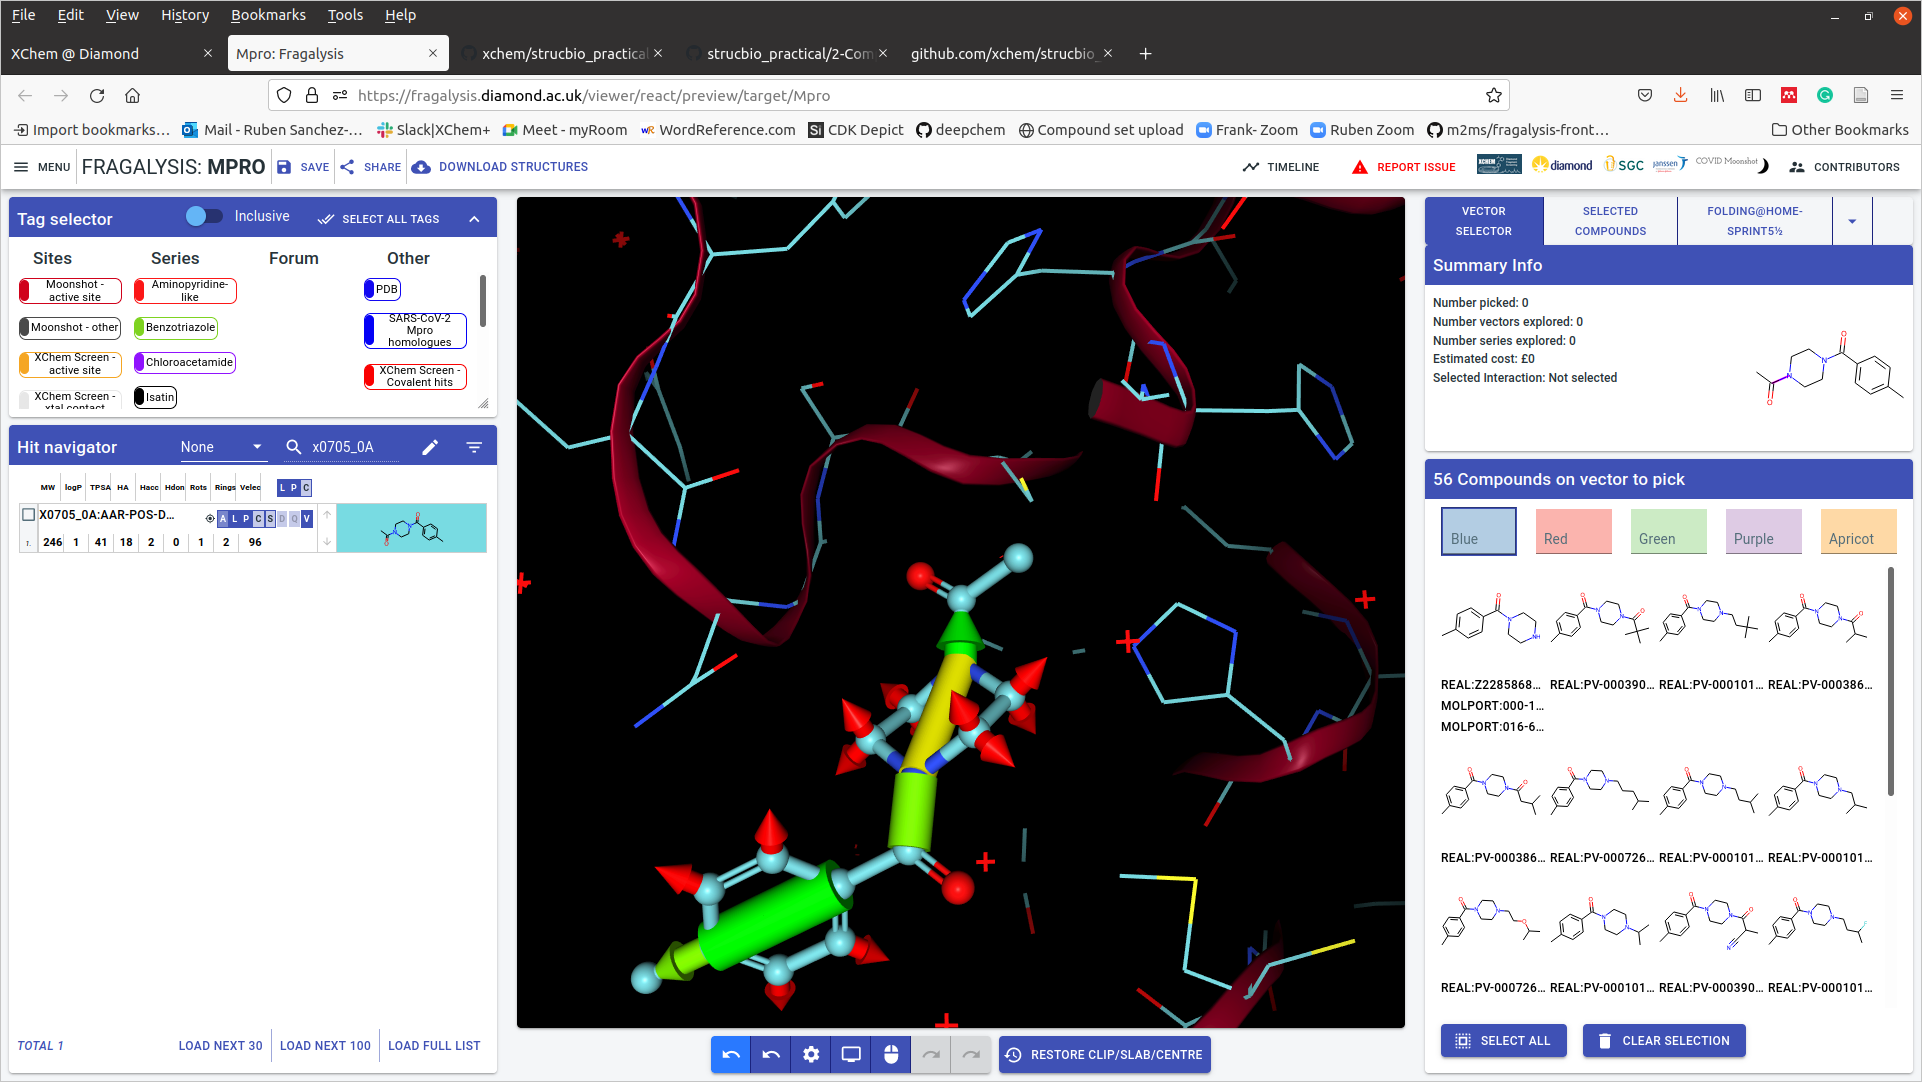 File Edit View History Bookmarks Tools Help
XChem @ Diamond
Mpro: Fragalysis
xchem/strucbio_practical
strucbio_practical/2-Com
github.com/xchem/strucbio_
https://fragalysis.diamond.ac.uk/viewer/react/preview/target/Mpro
Import bookmarks…
Mail - Ruben Sanchez-…
Slack|XChem+
Meet - myRoom
WordReference.com
CDK Depict
deepchem
Compound set upload
Frank- Zoom
Ruben Zoom
m2ms/fragalysis-front…
Other Bookmarks
MENU
FRAGALYSIS: MPRO
SAVE
SHARE
DOWNLOAD STRUCTURES
TIMELINE
REPORT ISSUE
XCHEM
diamond
SGC
janssen
COVID Moonshot
CONTRIBUTORS
Tag selector
Inclusive
SELECT ALL TAGS
Sites Series Forum Other
Moonshot -
active site
Moonshot - other
XChem Screen -
active site
XChem Screen -
xtal contact
Aminopyridine-
like
Benzotriazole
Chloroacetamide
Isatin
PDB
SARS-CoV-2
Mpro
homologues
XChem Screen -
Covalent hits
Hit navigator
None
x0705_0A
MW logP TPSA HA Hacc Hdon Rots Rings Velec L P C
X0705_0A:AAR-POS-D…
A L P C S D Q V
1. 246 1 41 18 2 0 1 2 96
TOTAL 1
LOAD NEXT 30
LOAD NEXT 100
LOAD FULL LIST
RESTORE CLIP/SLAB/CENTRE
VECTOR
SELECTOR
SELECTED
COMPOUNDS
FOLDING@HOME-
SPRINT5½
Summary Info
Number picked: 0
Number vectors explored: 0
Number series explored: 0
Estimated cost: £0
Selected Interaction: Not selected
56 Compounds on vector to pick
Blue Red Green Purple Apricot
REAL:Z2285868… REAL:PV-000390… REAL:PV-000101… REAL:PV-000386…
MOLPORT:000-1…
MOLPORT:016-6…
REAL:PV-000386… REAL:PV-000726… REAL:PV-000101… REAL:PV-000101…
REAL:PV-000726… REAL:PV-000101… REAL:PV-000390… REAL:PV-000101…
SELECT ALL
CLEAR SELECTION